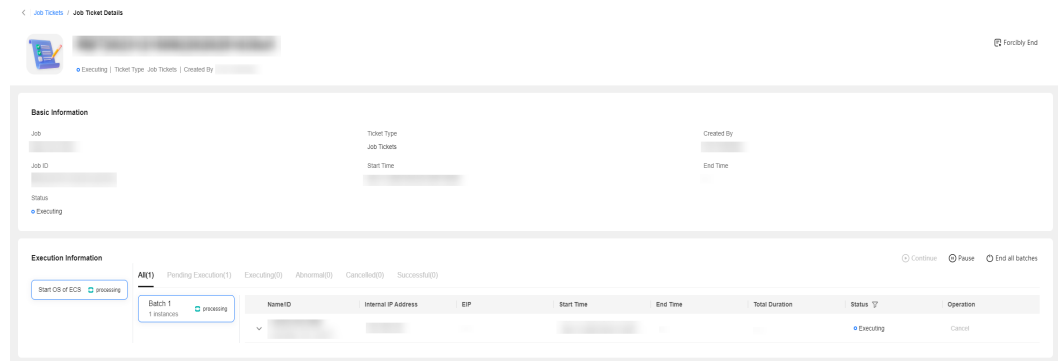 Job Tickets / Job Ticket Details
Forcibly End
Executing | Ticket Type Job Tickets | Created By
Basic Information
Job
Ticket Type
Created By
Job Tickets
Job ID
Start Time
End Time
Status
Executing
Execution Information
Continue
Pause
End all batches
All(1)
Pending Execution(1)
Executing(0)
Abnormal(0)
Cancelled(0)
Successful(0)
Start OS of ECS processing
Batch 1
1 instances
processing
Name/ID
Internal IP Address
EIP
Start Time
End Time
Total Duration
Status
Operation
Executing
Cancel